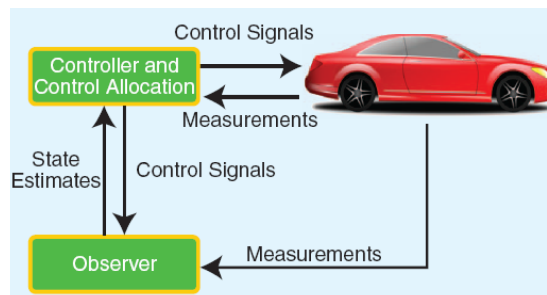 Control Signals
Controller and
Control Allocation
Measurements
State
Estimates
Control Signals
Measurements
Observer